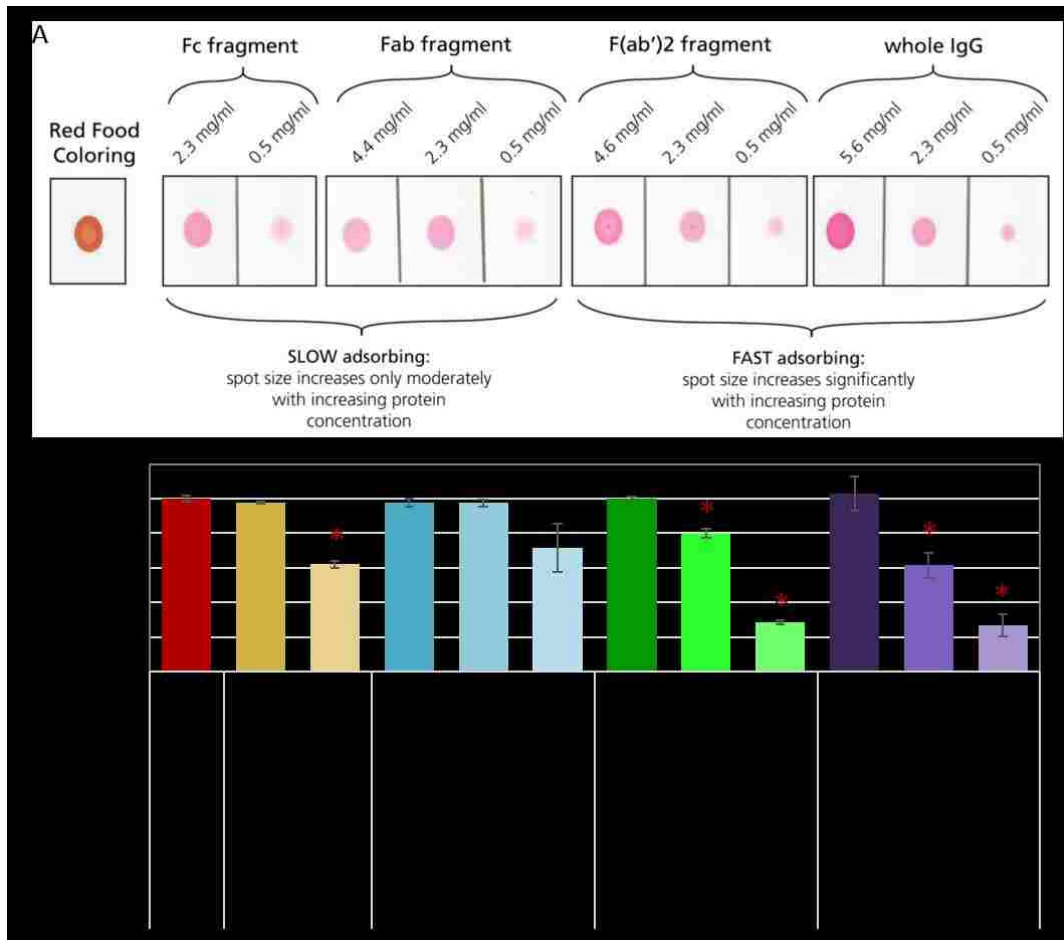 A
Fc fragment
Fab fragment
F(ab')2 fragment
whole IgG
Red Food
Coloring
2.3 mg/ml
0.5 mg/ml
4.4 mg/ml
2.3 mg/ml
0.5 mg/ml
4.6 mg/ml
2.3 mg/ml
0.5 mg/ml
5.6 mg/ml
2.3 mg/ml
0.5 mg/ml
SLOW adsorbing:
spot size increases only moderately
with increasing protein
concentration
FAST adsorbing:
spot size increases significantly
with increasing protein
concentration
*
*
*
*
*